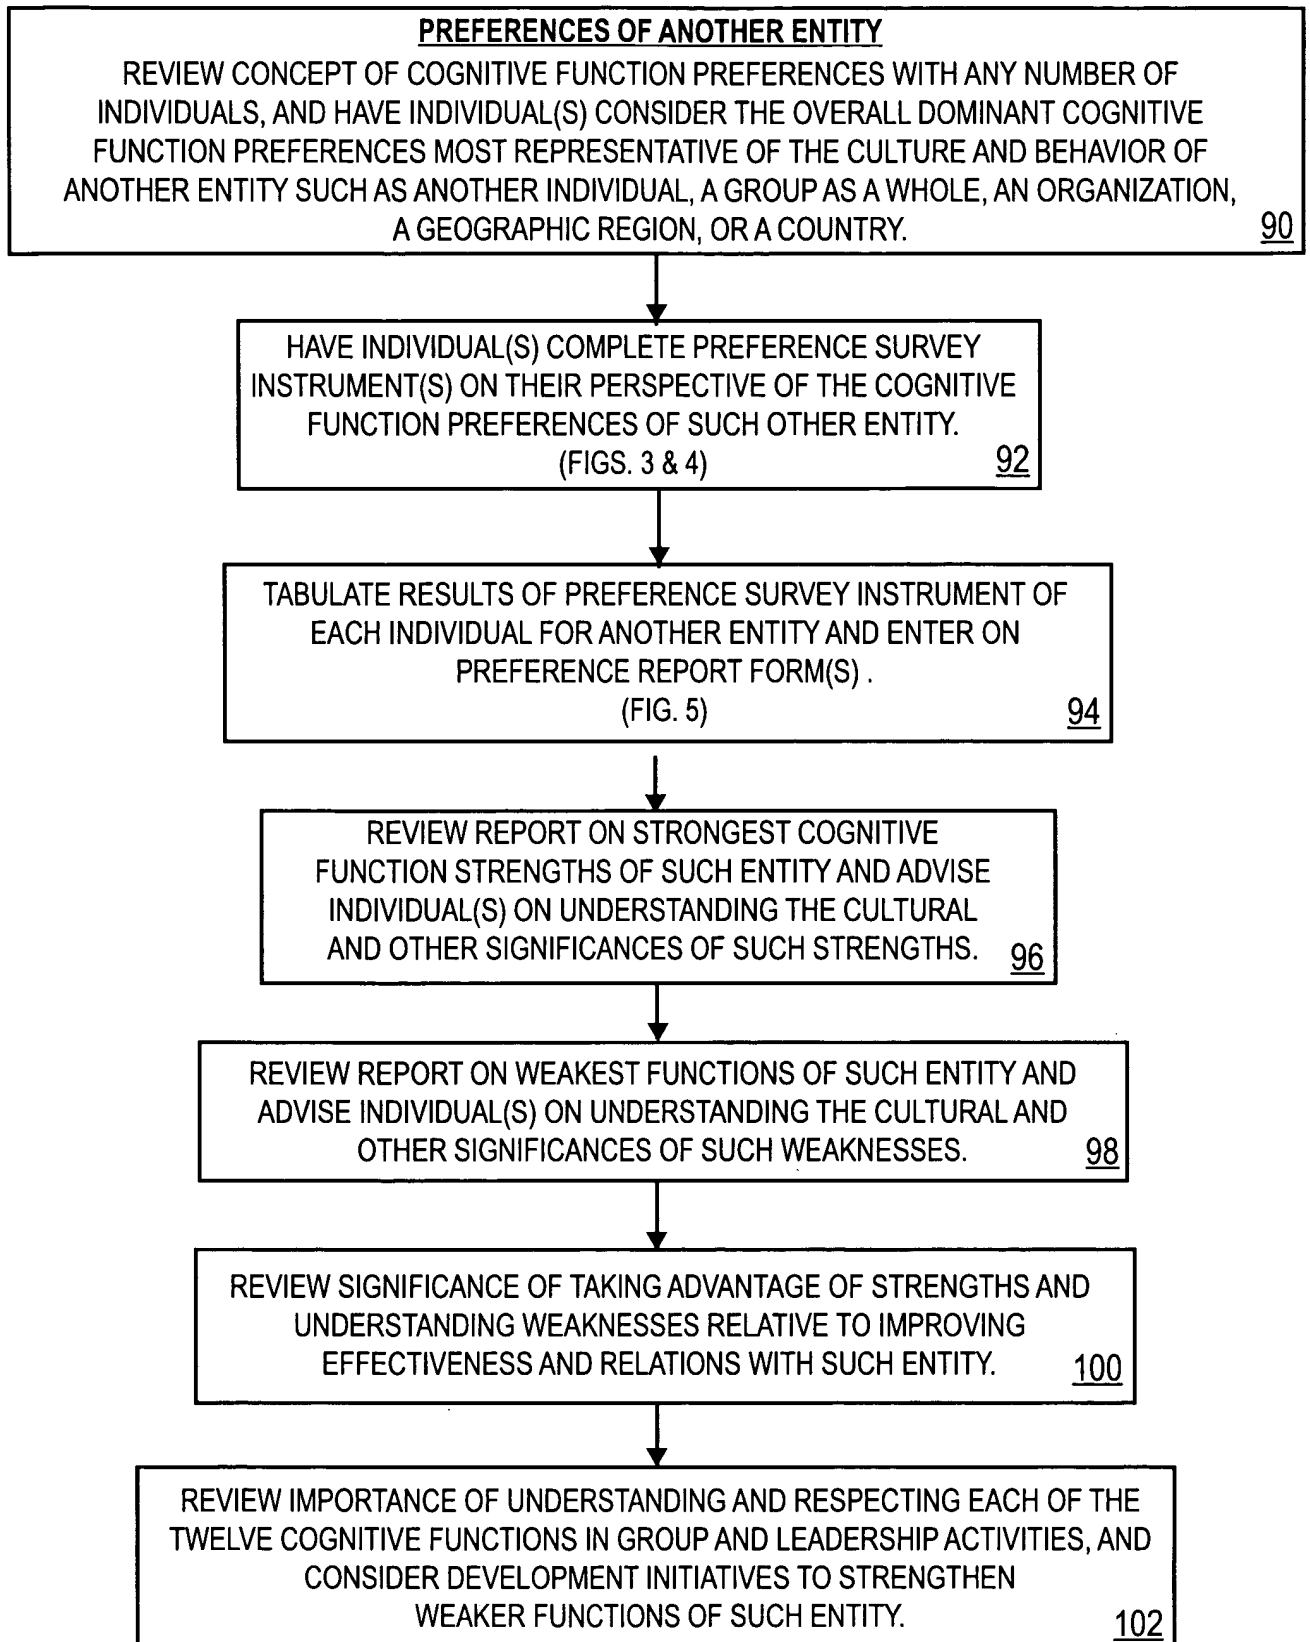 PREFERENCES OF ANOTHER ENTITY
REVIEW CONCEPT OF COGNITIVE FUNCTION PREFERENCES WITH ANY NUMBER OF
INDIVIDUALS, AND HAVE INDIVIDUAL(S) CONSIDER THE OVERALL DOMINANT COGNITIVE
FUNCTION PREFERENCES MOST REPRESENTATIVE OF THE CULTURE AND BEHAVIOR OF
ANOTHER ENTITY SUCH AS ANOTHER INDIVIDUAL, A GROUP AS A WHOLE, AN ORGANIZATION,
A GEOGRAPHIC REGION, OR A COUNTRY.
90
HAVE INDIVIDUAL(S) COMPLETE PREFERENCE SURVEY
INSTRUMENT(S) ON THEIR PERSPECTIVE OF THE COGNITIVE
FUNCTION PREFERENCES OF SUCH OTHER ENTITY.
(FIGS. 3 & 4)
92
TABULATE RESULTS OF PREFERENCE SURVEY INSTRUMENT OF
EACH INDIVIDUAL FOR ANOTHER ENTITY AND ENTER ON
PREFERENCE REPORT FORM(S) .
(FIG. 5)
94
REVIEW REPORT ON STRONGEST COGNITIVE
FUNCTION STRENGTHS OF SUCH ENTITY AND ADVISE
INDIVIDUAL(S) ON UNDERSTANDING THE CULTURAL
AND OTHER SIGNIFICANCES OF SUCH STRENGTHS.
96
REVIEW REPORT ON WEAKEST FUNCTIONS OF SUCH ENTITY AND
ADVISE INDIVIDUAL(S) ON UNDERSTANDING THE CULTURAL AND
OTHER SIGNIFICANCES OF SUCH WEAKNESSES.
98
REVIEW SIGNIFICANCE OF TAKING ADVANTAGE OF STRENGTHS AND
UNDERSTANDING WEAKNESSES RELATIVE TO IMPROVING
EFFECTIVENESS AND RELATIONS WITH SUCH ENTITY.
100
REVIEW IMPORTANCE OF UNDERSTANDING AND RESPECTING EACH OF THE
TWELVE COGNITIVE FUNCTIONS IN GROUP AND LEADERSHIP ACTIVITIES, AND
CONSIDER DEVELOPMENT INITIATIVES TO STRENGTHEN
WEAKER FUNCTIONS OF SUCH ENTITY.
102